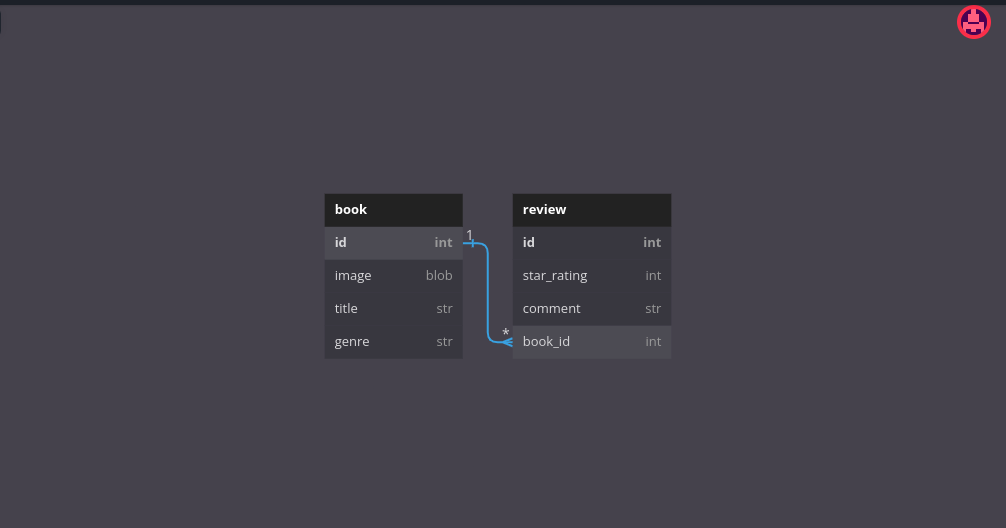 book
id int
image blob
title str
genre str
1
*
review
id int
star_rating int
comment str
book_id int